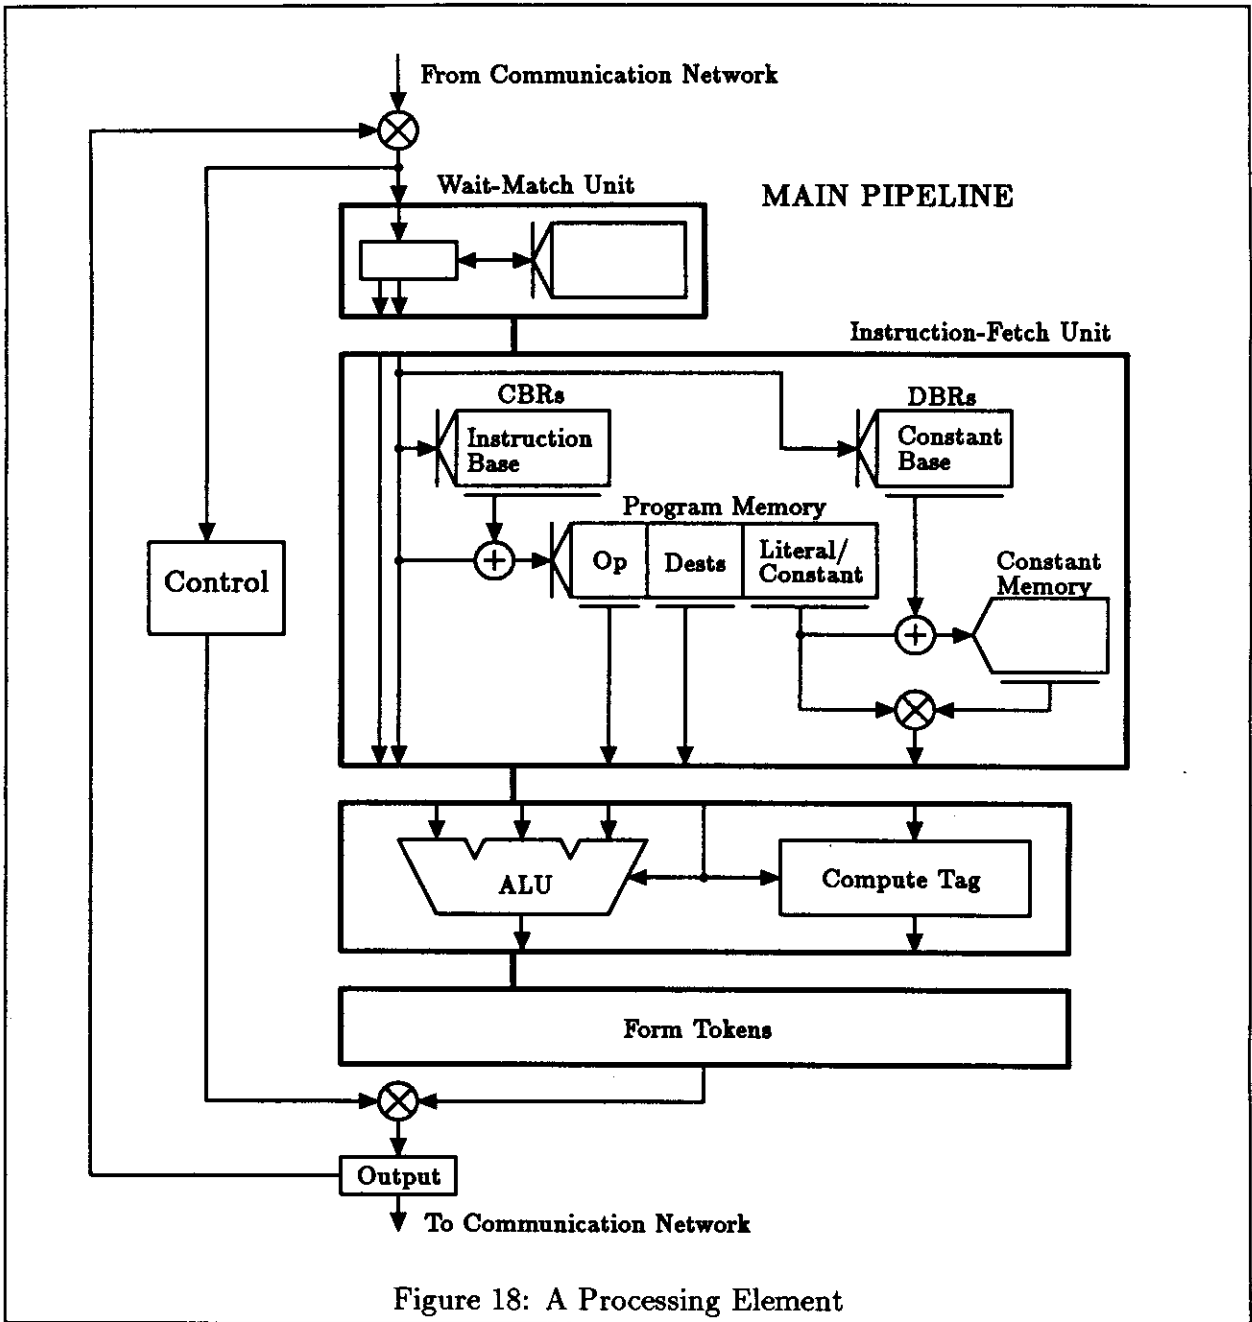 From Communication Network
Wait-Match Unit
MAIN PIPELINE
Instruction-Fetch Unit
CBRs
DBRs
Instruction
Base
Constant
Base
Program Memory
Op
Dests
Literal/
Constant
Constant
Memory
Control
ALU
Compute Tag
Form Tokens
Output
To Communication Network
Figure 18: A Processing Element